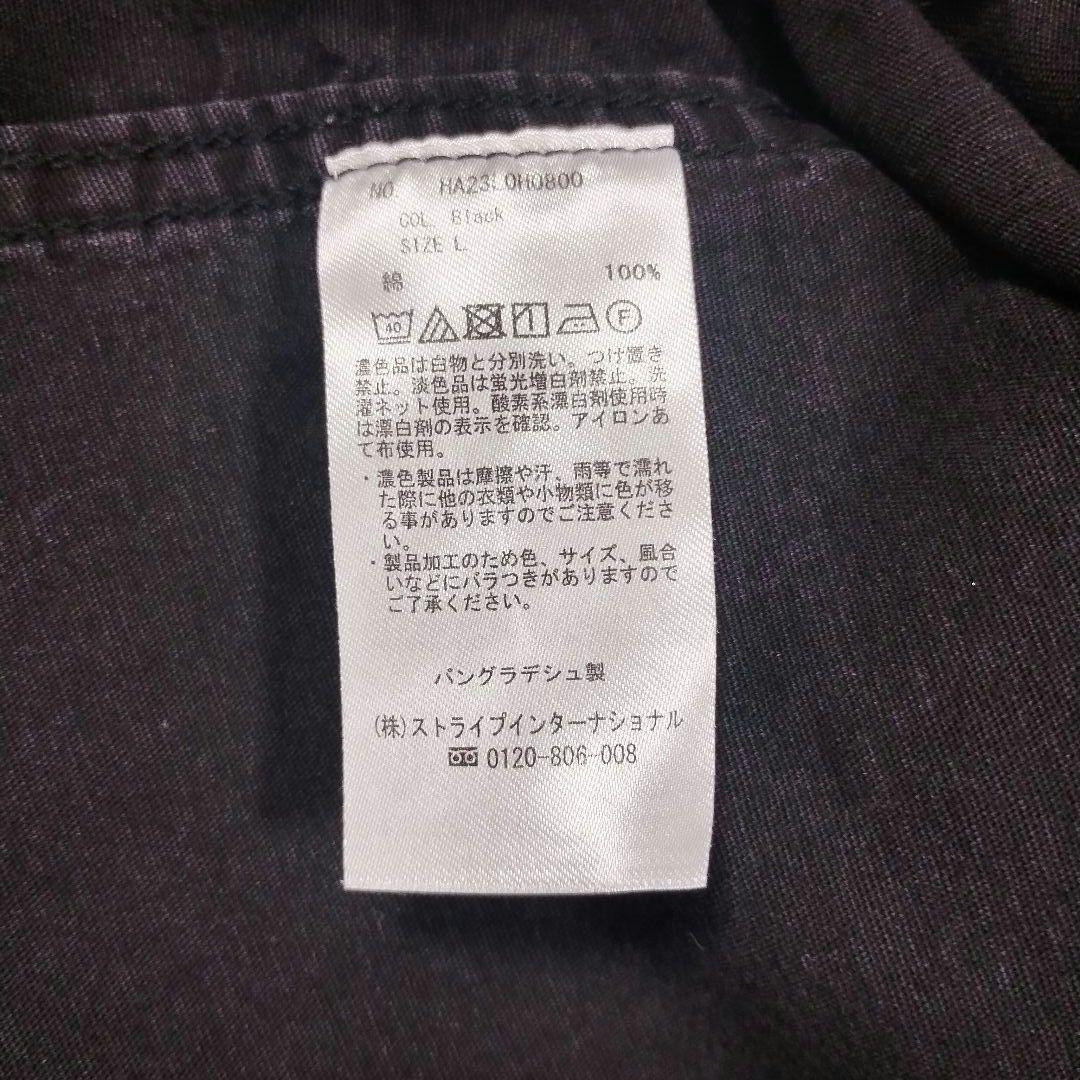 NO. HA23L0H0800
COL. Black
SIZE L
綿 100%
40 F
濃色品は白物と分別洗い。つけ置き
禁止。淡色品は蛍光増白剤禁止。洗
濯ネット使用。酸素系漂白剤使用時
は漂白剤の表示を確認。アイロンあ
て布使用。
・濃色製品は摩擦や汗、雨等で濡れ
た際に他の衣類や小物類に色が移
る事がありますのでご注意くださ
い。
・製品加工のため色、サイズ、風合
いなどにバラつきがありますので
ご了承ください。
バングラデシュ製
(株)ストライプインターナショナル
0120-806-008